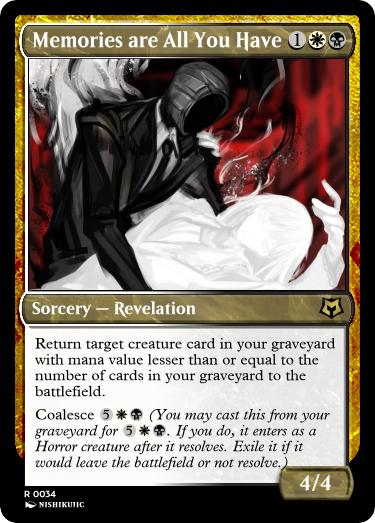 Memories are All You Have 1
Sorcery — Revelation
Return target creature card in your graveyard
with mana value lesser than or equal to the
number of cards in your graveyard to the
battlefield.
Coalesce 5 (You may cast this from your
graveyard for 5 . If you do, it enters as a
Horror creature after it resolves. Exile it if it
would leave the battlefield or not resolve.)
4/4
R 0034
NISHIKUJIC